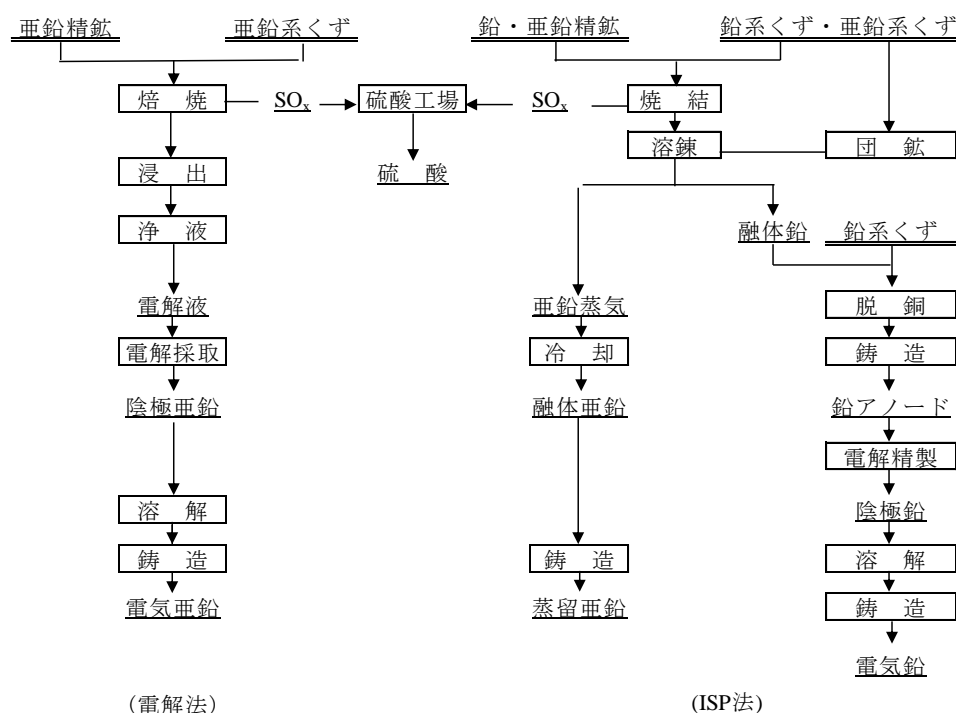 亜鉛精鉱 亜鉛系くず 鉛・亜鉛精鉱 鉛系くず・亜鉛系くず
焙 焼 SOx 硫酸工場 SOx 焼 結
溶錬 団 鉱
浸 出 硫 酸
浄 液 融体鉛 鉛系くず
電解液 亜鉛蒸気 脱 銅
電解採取 冷 却 鋳 造
陰極亜鉛 融体亜鉛 鉛アノード
電解精製
溶 解 陰極鉛
鋳 造 鋳 造 溶 解
電気亜鉛 蒸留亜鉛 鋳 造
電気鉛
(電解法) (ISP法)